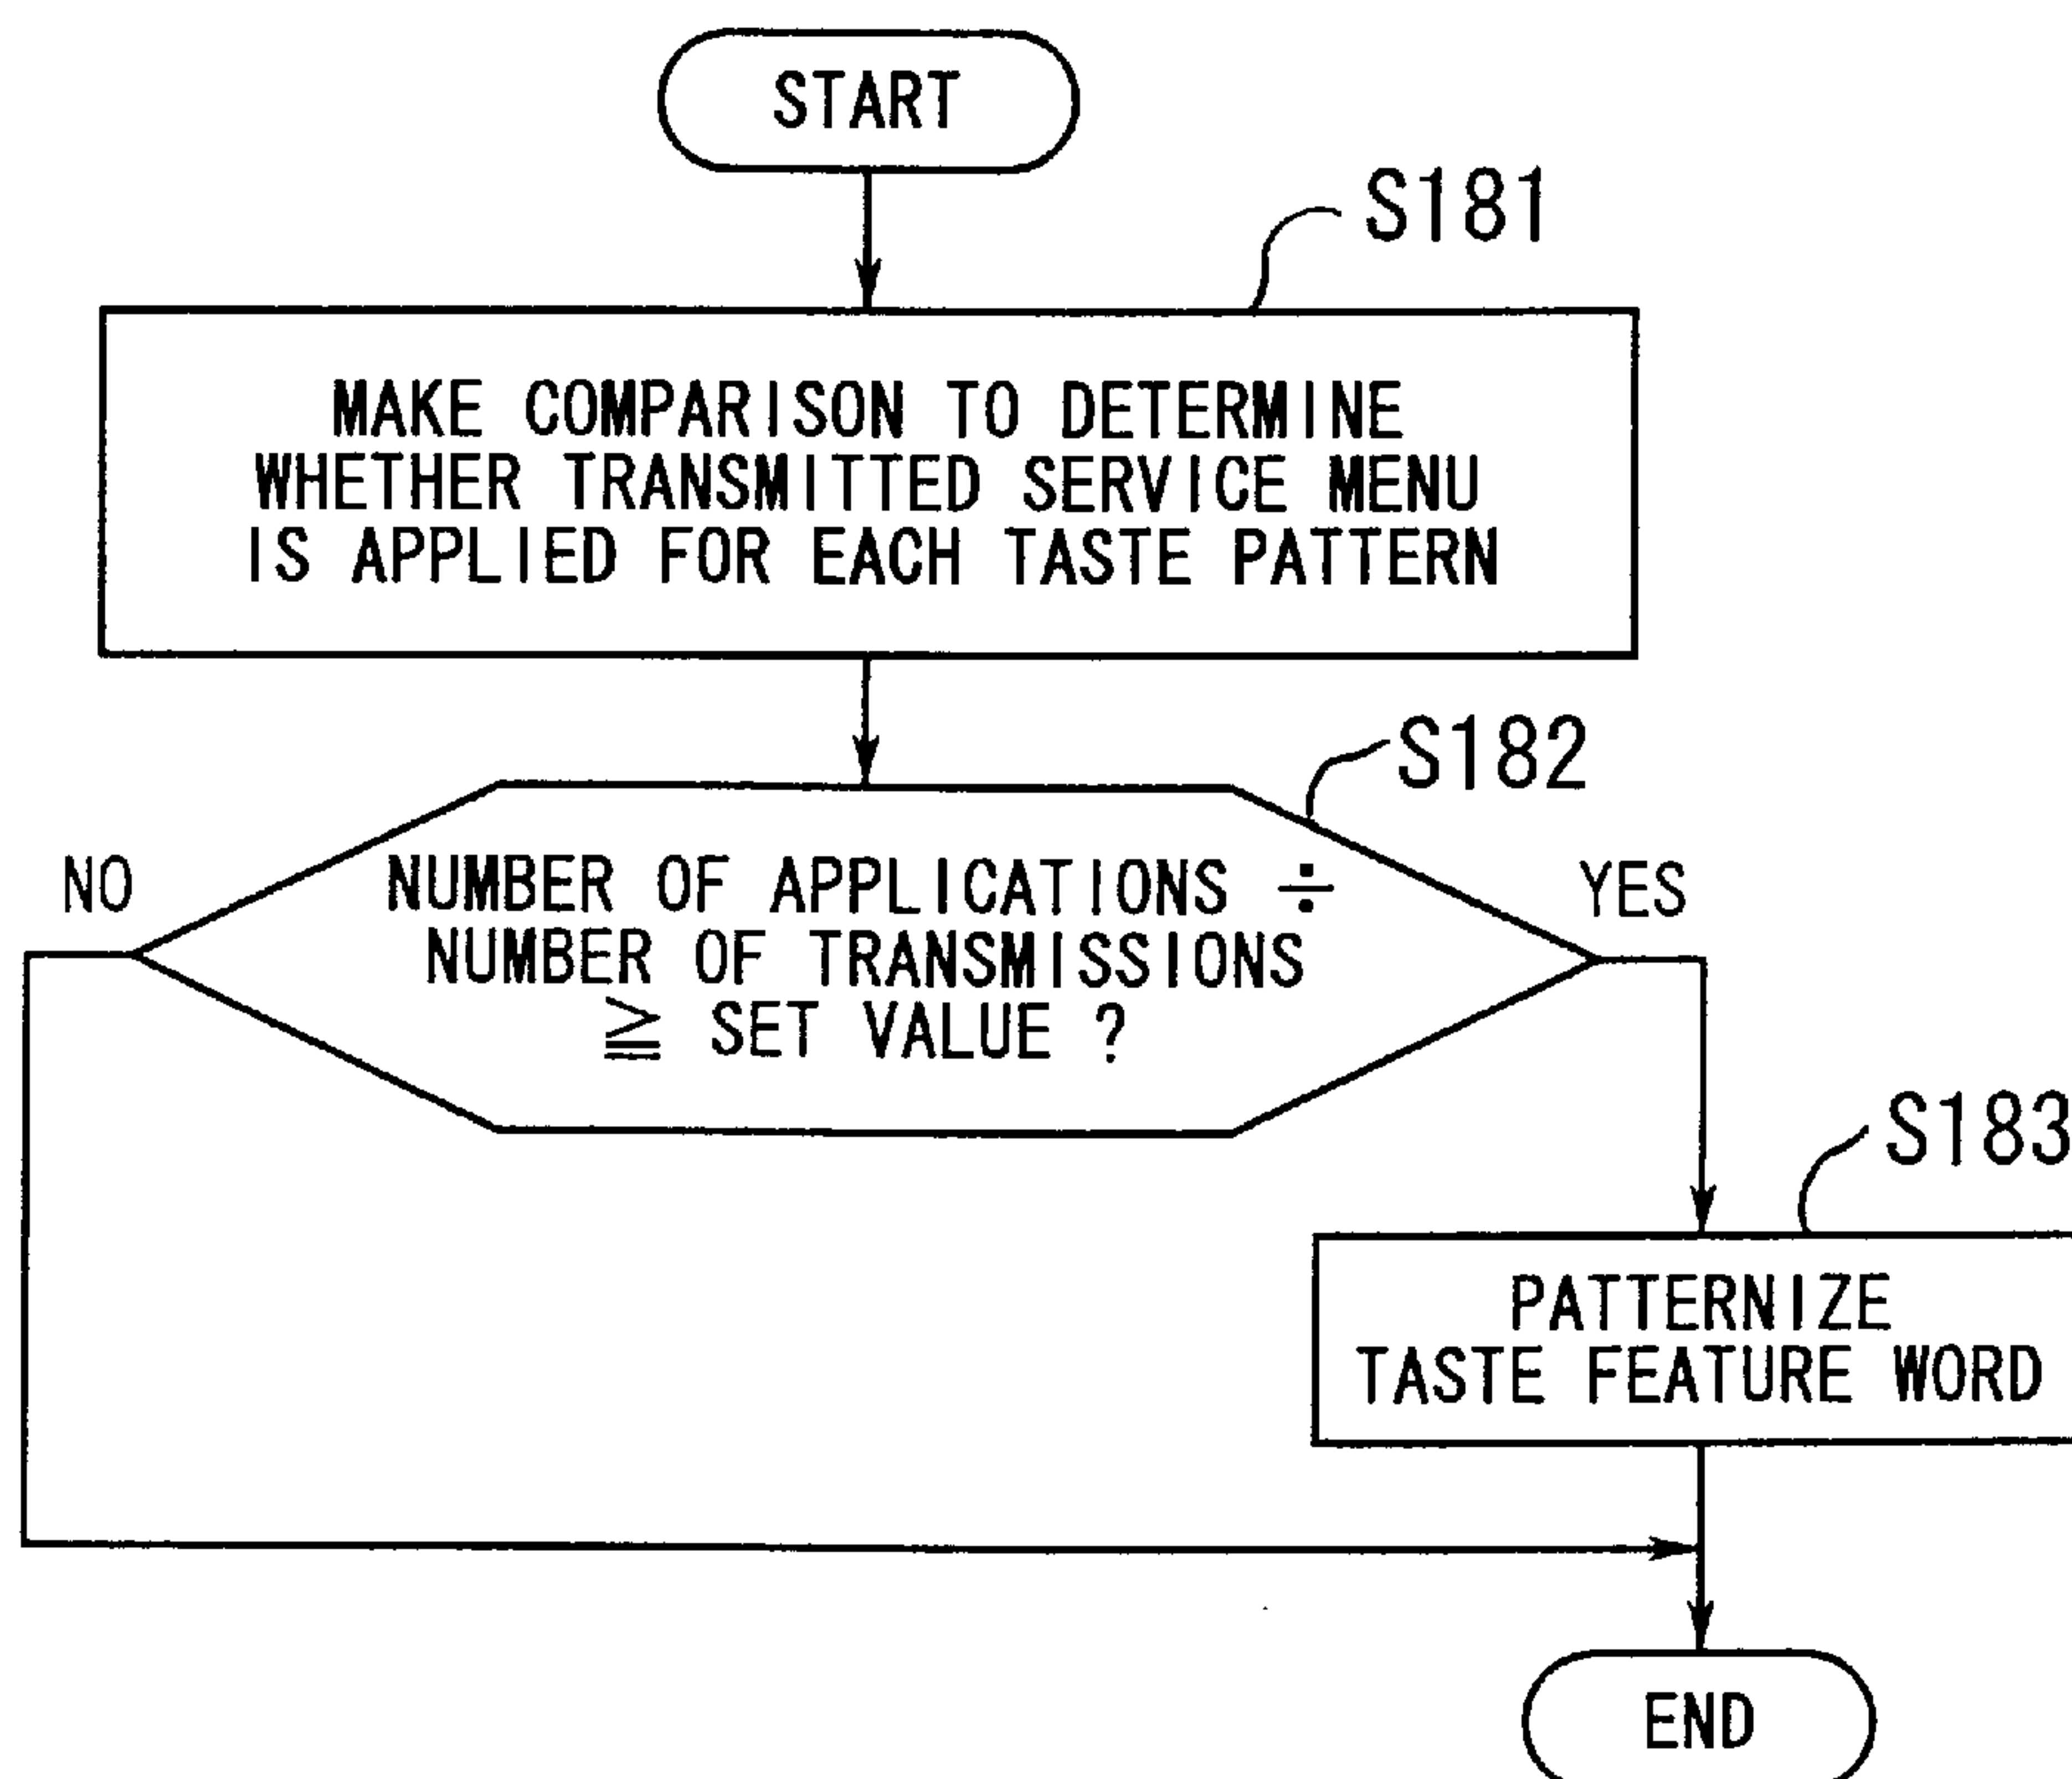 START
S181
MAKE COMPARISON TO DETERMINE
WHETHER TRANSMITTED SERVICE MENU
IS APPLIED FOR EACH TASTE PATTERN
S182
NO
NUMBER OF APPLICATIONS ÷
NUMBER OF TRANSMISSIONS
≧ SET VALUE ?
YES
S183
PATTERNIZE
TASTE FEATURE WORD
END